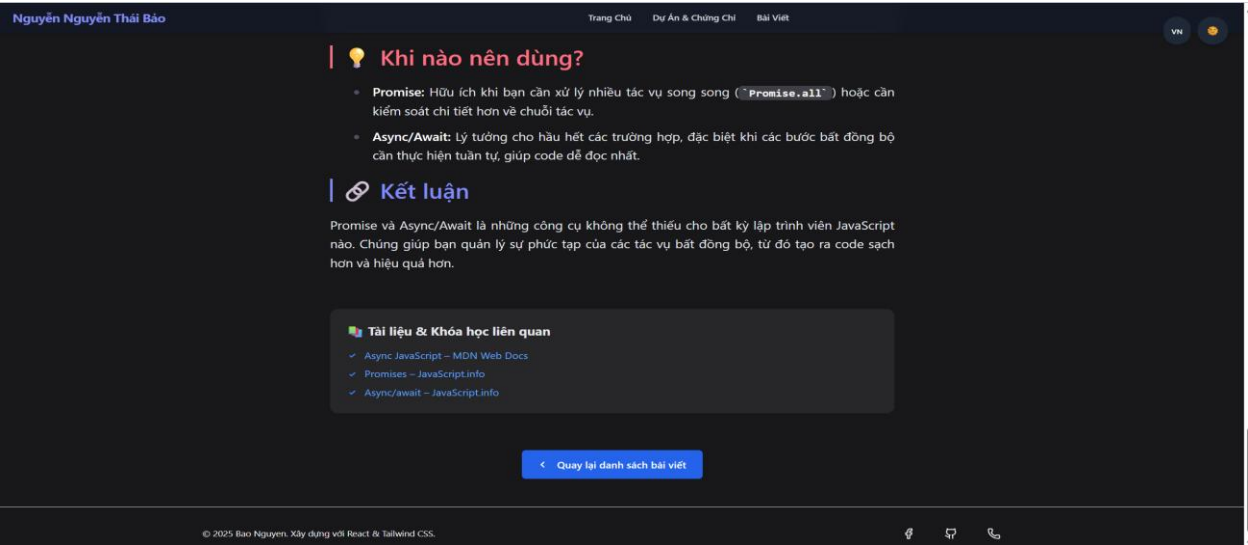 Nguyễn Nguyễn Thái Bảo
Trang Chủ Dự Án & Chứng Chỉ Bài Viết
VN
Khi nào nên dùng?
Promise: Hữu ích khi bạn cần xử lý nhiều tác vụ song song (`Promise.all`) hoặc cần
kiểm soát chi tiết hơn về chuỗi tác vụ.
Async/Await: Lý tưởng cho hầu hết các trường hợp, đặc biệt khi các bước bất đồng bộ
cần thực hiện tuần tự, giúp code dễ đọc nhất.
Kết luận
Promise và Async/Await là những công cụ không thể thiếu cho bất kỳ lập trình viên JavaScript
nào. Chúng giúp bạn quản lý sự phức tạp của các tác vụ bất đồng bộ, từ đó tạo ra code sạch
hơn và hiệu quả hơn.
Tài liệu & Khóa học liên quan
Async JavaScript – MDN Web Docs
Promises – JavaScript.info
Async/await – JavaScript.info
Quay lại danh sách bài viết
© 2025 Bao Nguyen. Xây dựng với React & Tailwind CSS.